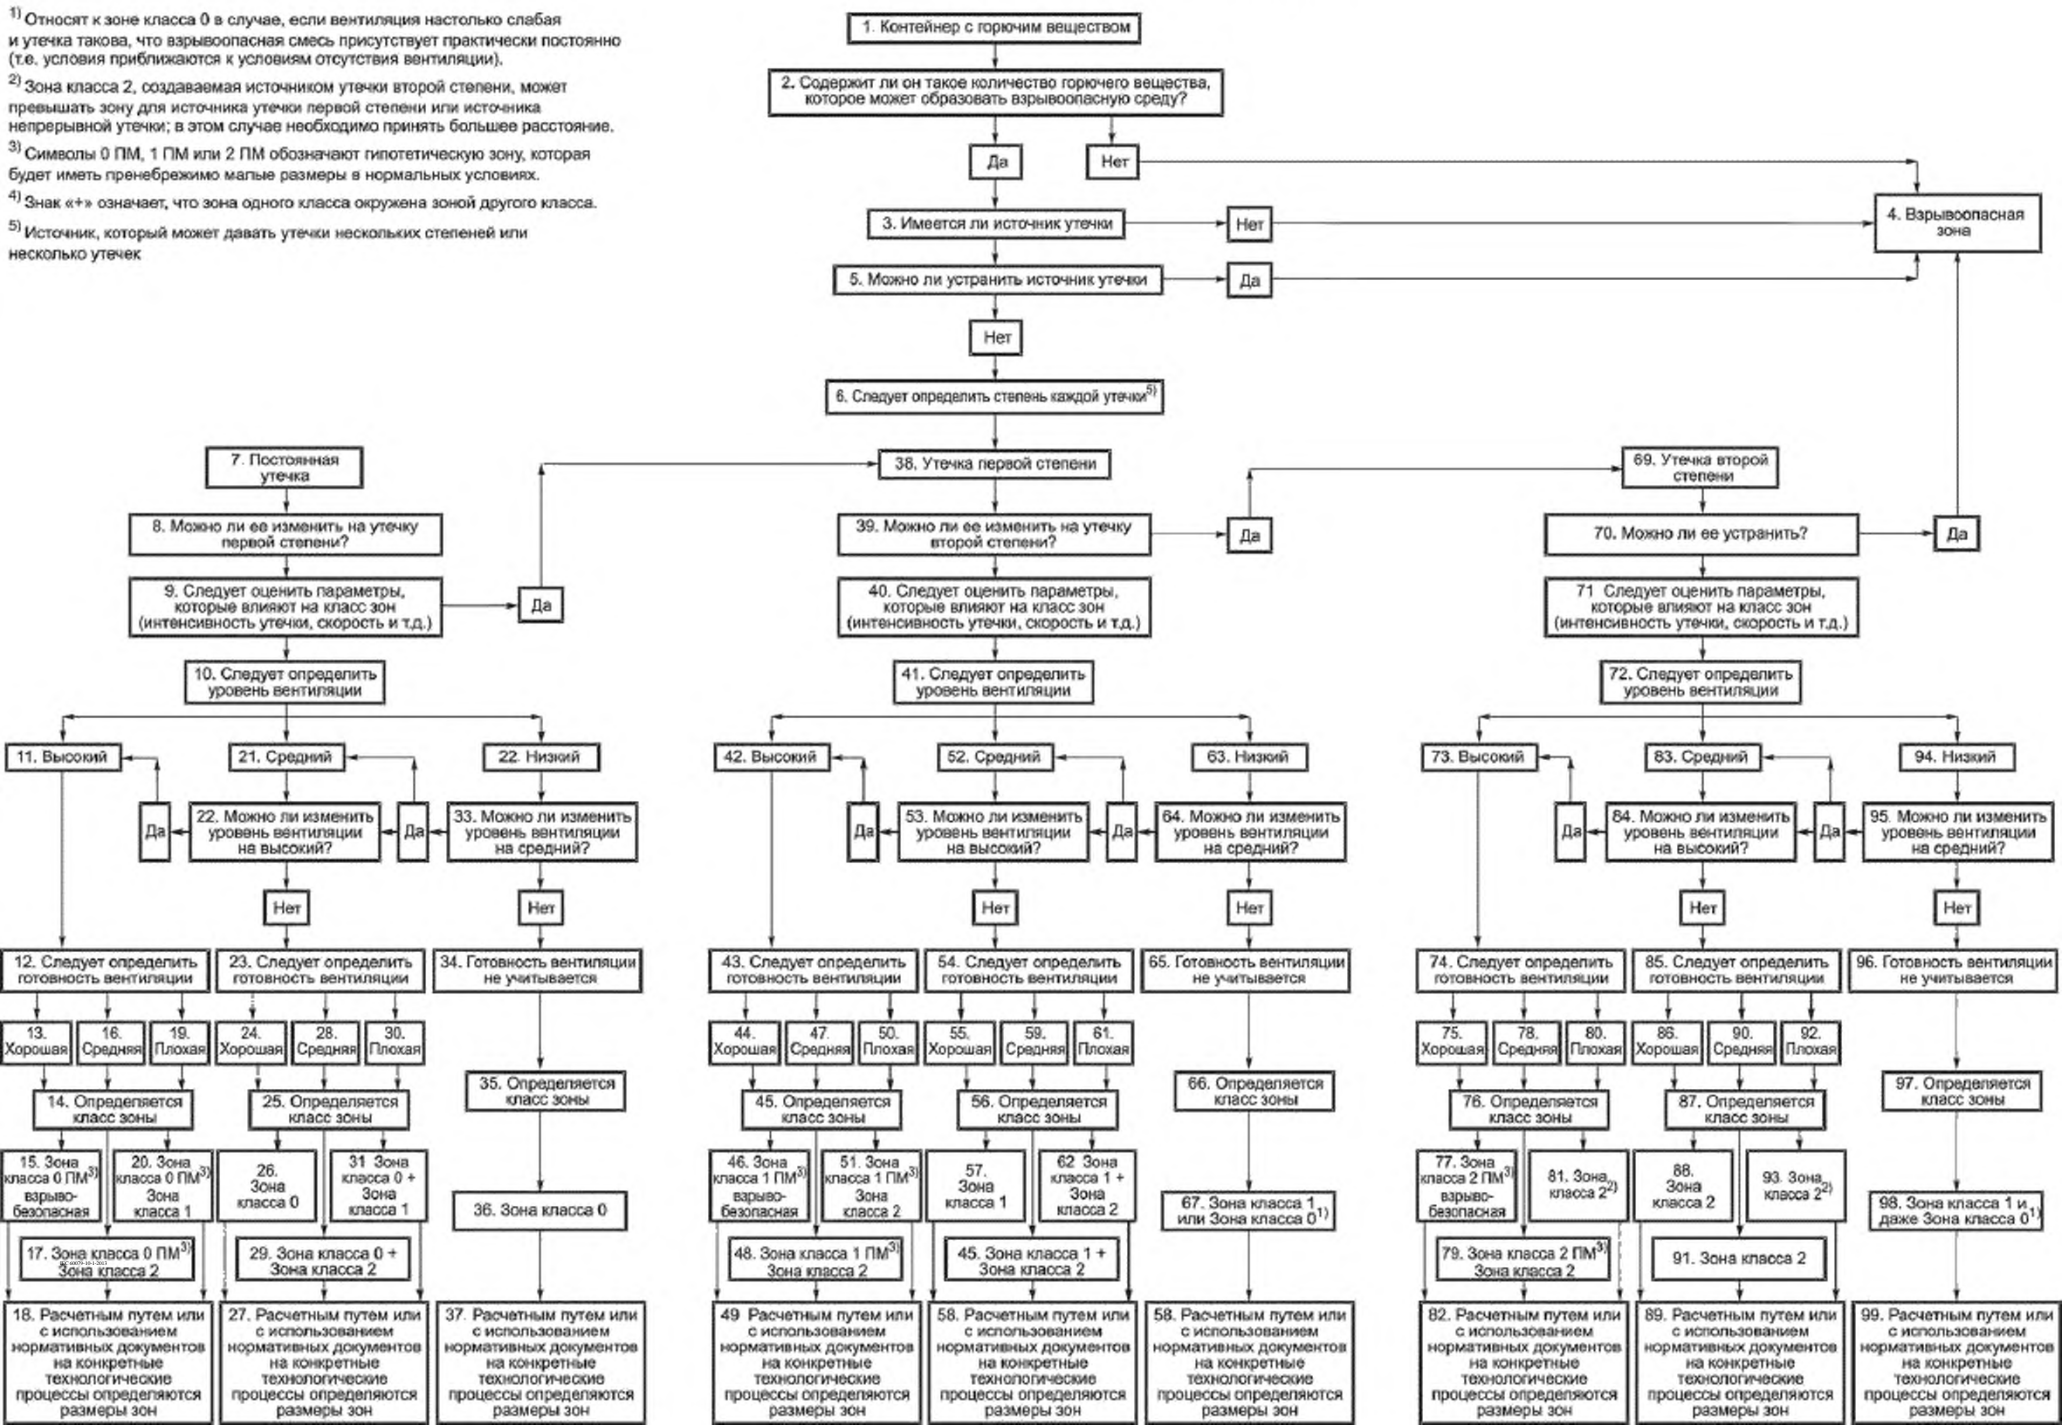 1) Относят к зоне класса 0 в случае, если вентиляция настолько слабая
и утечка такова, что взрывоопасная смесь присутствует практически постоянно
(т.е. условия приближаются к условиям отсутствия вентиляции).
2) Зона класса 2, создаваемая источником утечки второй степени, может
превышать зону для источника утечки первой степени или источника
непрерывной утечки; в этом случае необходимо принять большее расстояние.
3) Символы 0 ПМ, 1 ПМ или 2 ПМ обозначают гипотетическую зону, которая
будет иметь пренебрежимо малые размеры в нормальных условиях.
4) Знак «+» означает, что зона одного класса окружена зоной другого класса.
5) Источник, который может давать утечки нескольких степеней или
несколько утечек
1. Контейнер с горючим веществом
2. Содержит ли он такое количество горючего вещества,
которое может образовать взрывоопасную среду?
Да
Нет
3. Имеется ли источник утечки
Нет
4. Взрывоопасная
зона
5. Можно ли устранить источник утечки
Да
Нет
6. Следует определить степень каждой утечки5)
7. Постоянная
утечка
8. Можно ли ее изменить на утечку
первой степени?
9. Следует оценить параметры,
которые влияют на класс зон
(интенсивность утечки, скорость и т.д.)
Да
10. Следует определить
уровень вентиляции
11. Высокий
21. Средний
22. Низкий
Да
22. Можно ли изменить
уровень вентиляции
на высокий?
Да
33. Можно ли изменить
уровень вентиляции
на средний?
Нет
Нет
12. Следует определить
готовность вентиляции
23. Следует определить
готовность вентиляции
34. Готовность вентиляции
не учитывается
13.
Хорошая
16.
Средняя
19.
Плохая
24.
Хорошая
28.
Средняя
30.
Плохая
14. Определяется
класс зоны
25. Определяется
класс зоны
35. Определяется
класс зоны
15. Зона
класса 0 ПМ3)
взрыво-
безопасная
20. Зона
класса 0 ПМ3)
Зона
класса 1
26.
Зона
класса 0
31 Зона
класса 0 +
Зона
класса 1
36. Зона класса 0
17. Зона класса 0 ПМ3)
Зона класса 2
29. Зона класса 0 +
Зона класса 2
18. Расчетным путем или
с использованием
нормативных документов
на конкретные
технологические
процессы определяются
размеры зон
27. Расчетным путем или
с использованием
нормативных документов
на конкретные
технологические
процессы определяются
размеры зон
37. Расчетным путем или
с использованием
нормативных документов
на конкретные
технологические
процессы определяются
размеры зон
38. Утечка первой степени
39. Можно ли ее изменить на утечку
второй степени?
Да
40. Следует оценить параметры,
которые влияют на класс зон
(интенсивность утечки, скорость и т.д.)
41. Следует определить
уровень вентиляции
42. Высокий
52. Средний
63. Низкий
Да
53. Можно ли изменить
уровень вентиляции
на высокий?
Да
64. Можно ли изменить
уровень вентиляции
на средний?
Нет
Нет
43. Следует определить
готовность вентиляции
54. Следует определить
готовность вентиляции
65. Готовность вентиляции
не учитывается
44.
Хорошая
47.
Средняя
50.
Плохая
55.
Хорошая
59.
Средняя
61.
Плохая
45. Определяется
класс зоны
56. Определяется
класс зоны
66. Определяется
класс зоны
46. Зона
класса 1 ПМ3)
взрыво-
безопасная
51. Зона
класса 1 ПМ3)
Зона
класса 2
57.
Зона
класса 1
62 Зона
класса 1 +
Зона
класса 2
67. Зона класса 1
или Зона класса 01)
48. Зона класса 1 ПМ3)
Зона класса 2
45. Зона класса 1 +
Зона класса 2
49 Расчетным путем или
с использованием
нормативных документов
на конкретные
технологические
процессы определяются
размеры зон
58. Расчетным путем или
с использованием
нормативных документов
на конкретные
технологические
процессы определяются
размеры зон
58. Расчетным путем или
с использованием
нормативных документов
на конкретные
технологические
процессы определяются
размеры зон
69. Утечка второй
степени
70. Можно ли ее устранить?
Да
71 Следует оценить параметры,
которые влияют на класс зон
(интенсивность утечки, скорость и т.д.)
72. Следует определить
уровень вентиляции
73. Высокий
83. Средний
94. Низкий
Да
84. Можно ли изменить
уровень вентиляции
на высокий?
Да
95. Можно ли изменить
уровень вентиляции
на средний?
Нет
Нет
74. Следует определить
готовность вентиляции
85. Следует определить
готовность вентиляции
96. Готовность вентиляции
не учитывается
75.
Хорошая
78.
Средняя
80.
Плохая
86.
Хорошая
90.
Средняя
92.
Плохая
76. Определяется
класс зоны
87. Определяется
класс зоны
97. Определяется
класс зоны
77. Зона
класса 2 ПМ3)
взрыво-
безопасная
81. Зона
класса 22)
88.
Зона
класса 2
93. Зона
класса 22)
98. Зона класса 1 и
даже Зона класса 01)
79. Зона класса 2 ПМ3)
Зона класса 2
91. Зона класса 2
82. Расчетным путем или
с использованием
нормативных документов
на конкретные
технологические
процессы определяются
размеры зон
89. Расчетным путем или
с использованием
нормативных документов
на конкретные
технологические
процессы определяются
размеры зон
99. Расчетным путем или
с использованием
нормативных документов
на конкретные
технологические
процессы определяются
размеры зон